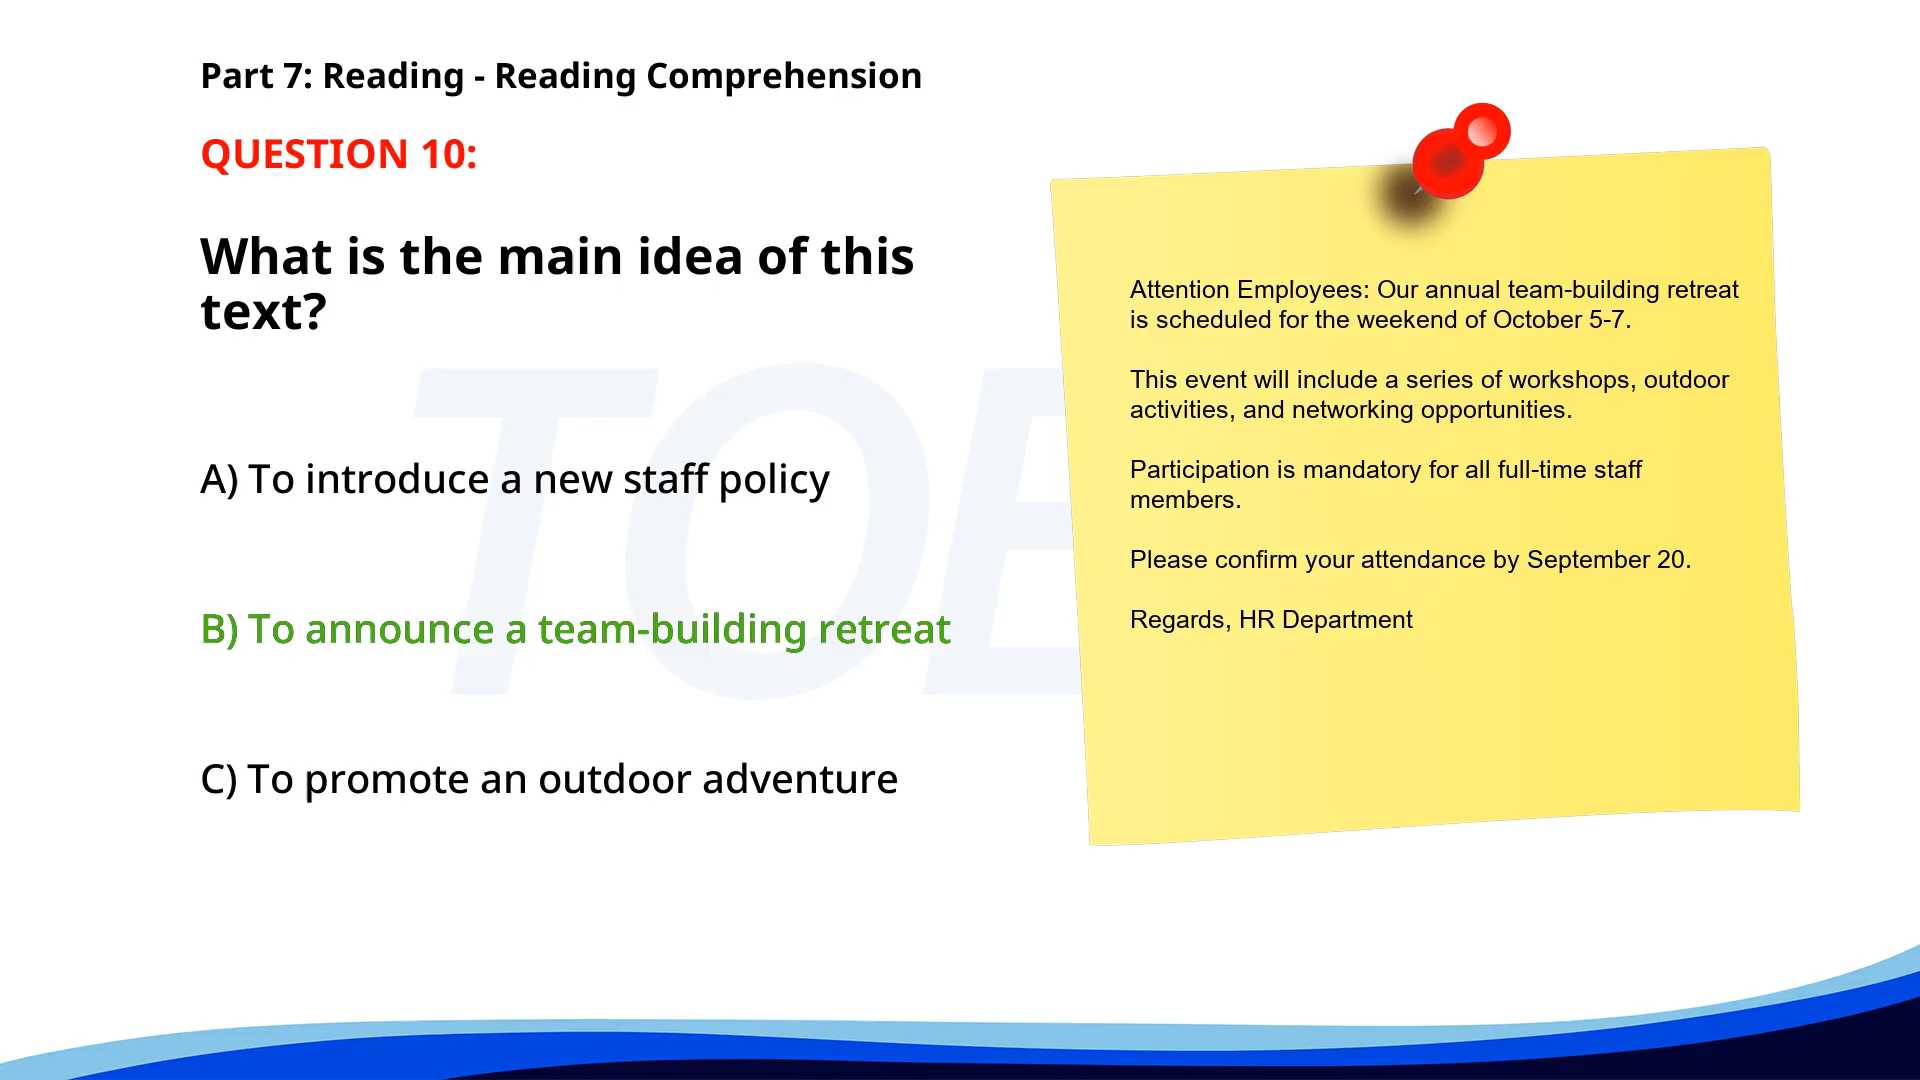 Part 7: Reading - Reading Comprehension
QUESTION 10:
What is the main idea of this
text?
A) To introduce a new staff policy
B) To announce a team-building retreat
C) To promote an outdoor adventure
Attention Employees: Our annual team-building retreat
is scheduled for the weekend of October 5-7.
This event will include a series of workshops, outdoor
activities, and networking opportunities.
Participation is mandatory for all full-time staff
members.
Please confirm your attendance by September 20.
Regards, HR Department